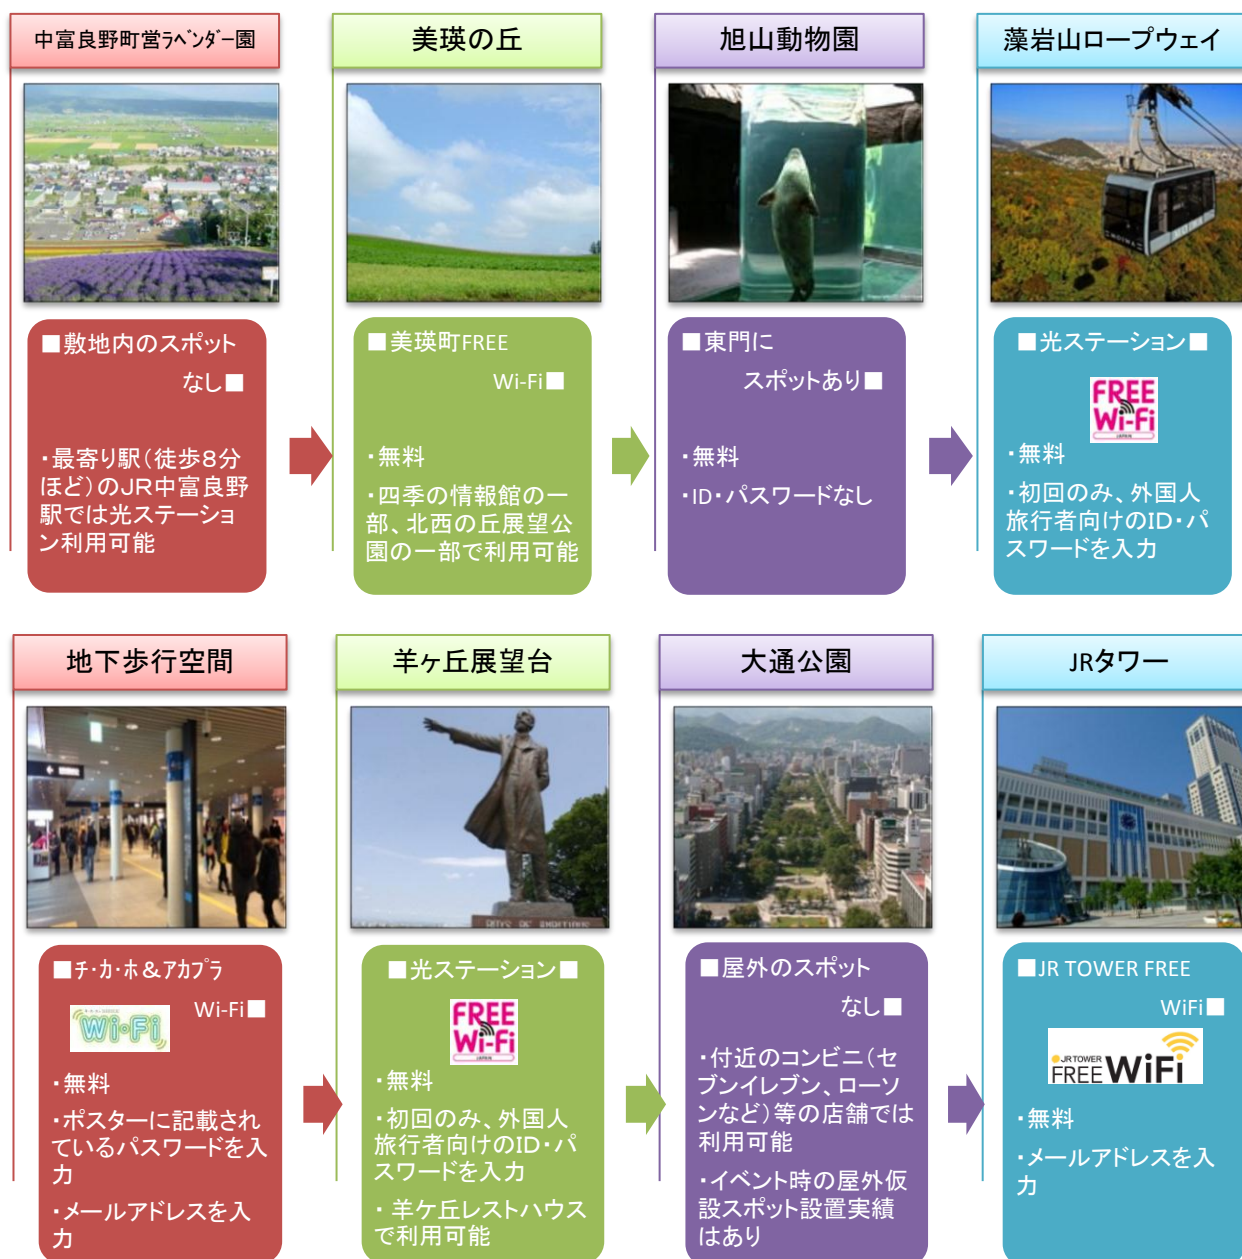 中富良野町営ﾗﾍﾞﾝﾀﾞｰ園
■敷地内のスポット
なし■
・最寄り駅（徒歩８分
ほど）のJR中富良野
駅では光ステーショ
ン利用可能
美瑛の丘
■美瑛町FREE
Wi-Fi■
・無料
・四季の情報館の一
部、北西の丘展望公
園の一部で利用可能
旭山動物園
■東門に
スポットあり■
・無料
・ID・パスワードなし
藻岩山ロープウェイ
■光ステーション■
FREE
Wi-Fi
・無料
・初回のみ、外国人
旅行者向けのID・パ
スワードを入力
地下歩行空間
■ﾁ・ｶ・ﾎ＆ｱｶﾌﾟﾗ
Wi-Fi■
Wi-Fi
・無料
・ポスターに記載され
ているパスワードを入
力
・メールアドレスを入
力
羊ヶ丘展望台
BOYS BE AMBITIOUS
■光ステーション■
FREE
Wi-Fi
・無料
・初回のみ、外国人
旅行者向けのID・パ
スワードを入力
・羊ケ丘レストハウス
で利用可能
大通公園
■屋外のスポット
なし■
・付近のコンビニ（セ
ブンイレブン、ローソ
ンなど）等の店舗では
利用可能
・イベント時の屋外仮
設スポット設置実績
はあり
JRタワー
■JR TOWER FREE
WiFi■
JR TOWER
FREE WiFi
・無料
・メールアドレスを入
力